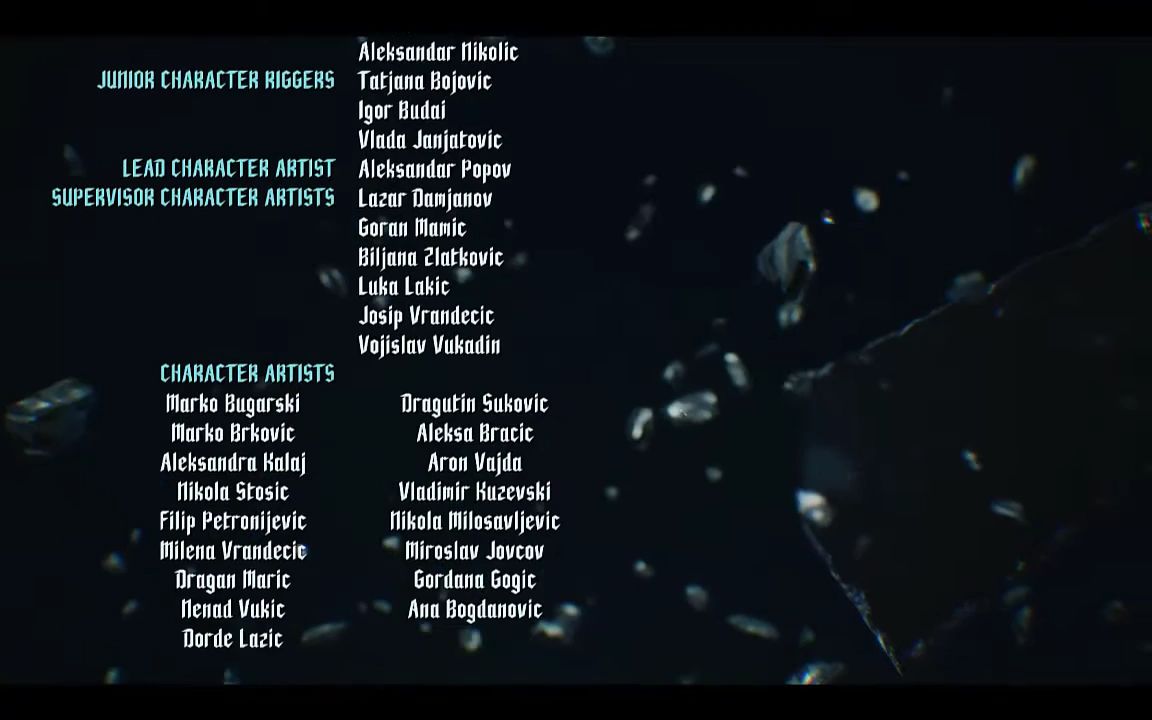 Aleksandar Nikolic
JUNIOR CHARACTER RIGGERS Tatjana Bojovic
Igor Budai
Vlada Janjatovic
LEAD CHARACTER ARTIST Aleksandar Popov
SUPERVISOR CHARACTER ARTISTS Lazar Damjanov
Goran Mamic
Biljana Zlatkovic
Luka Lakic
Josip Vrandecic
Vojislav Vukadin
CHARACTER ARTISTS
Marko Bugarski Dragutin Sukovic
Marko Brkovic Aleksa Bracic
Aleksandra Kalaj Aron Vajda
Nikola Stosic Vladimir Kuzevski
Filip Petronijevic Nikola Milosavljevic
Milena Vrandecic Miroslav Jovcov
Dragan Maric Gordana Gogic
Nenad Vukic Ana Bogdanovic
Dorde Lazic